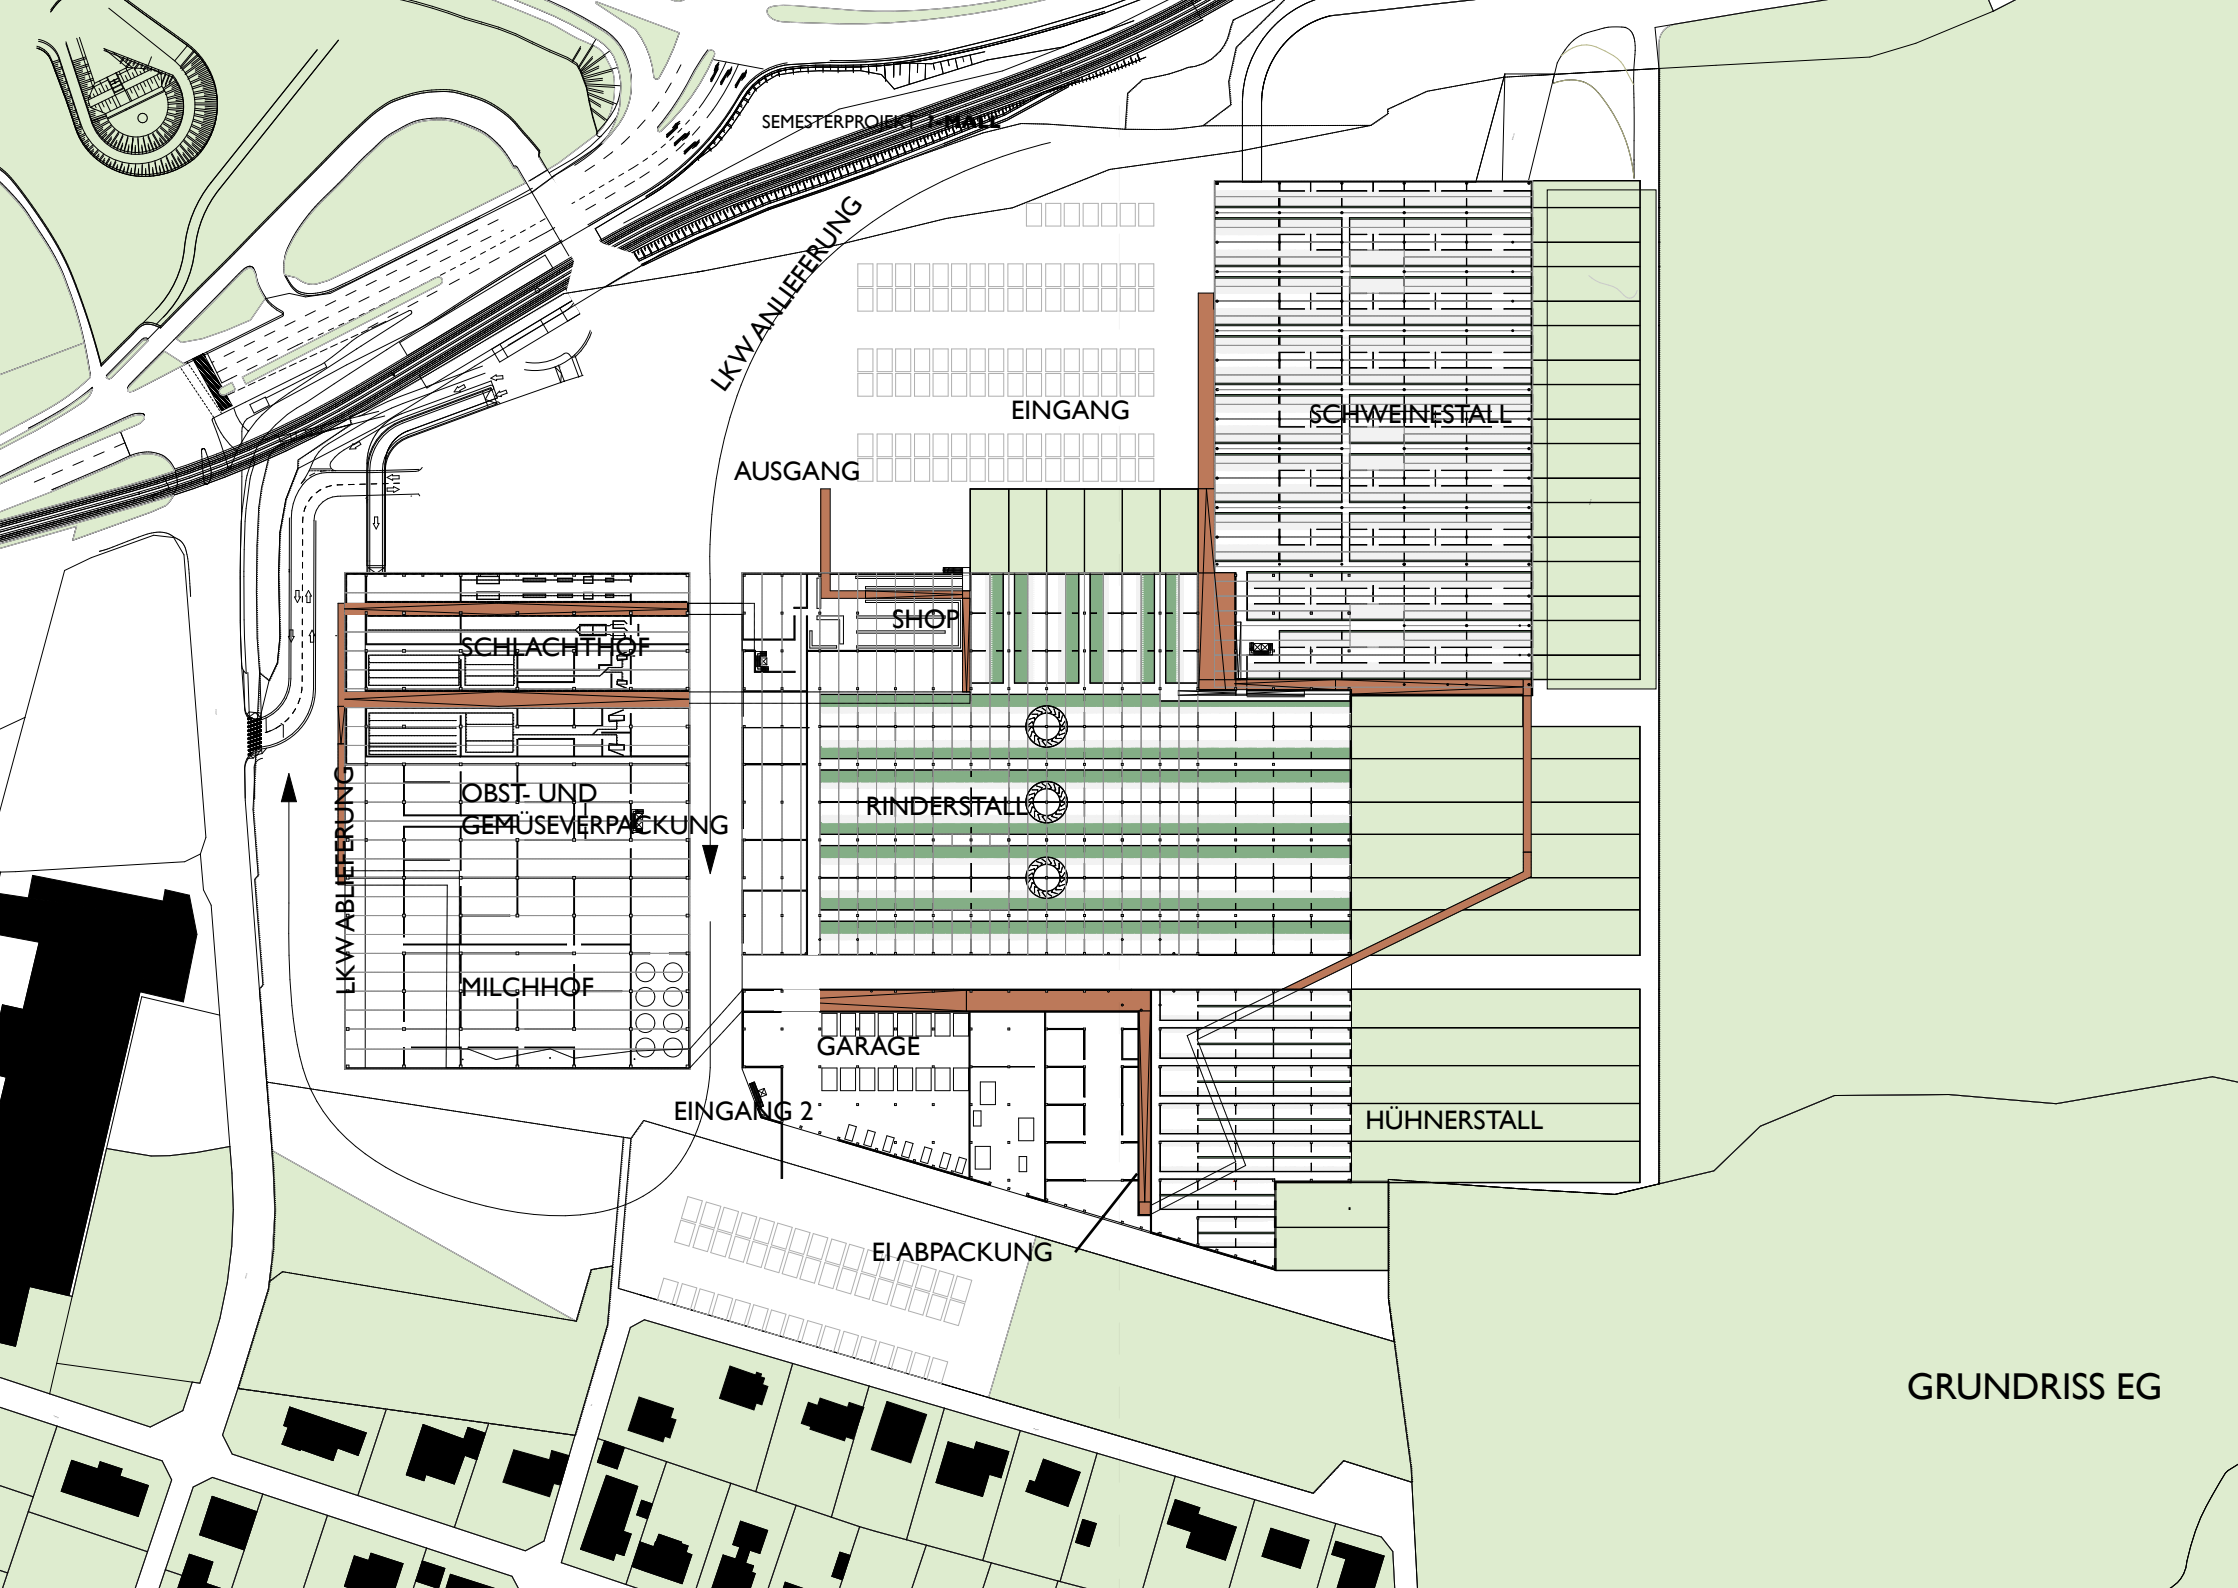 SEMESTERPROJEKT
LKW ANLIEFERUNG
EINGANG
SCHWEINESTALL
AUSGANG
SHOP
SCHLACHTHOF
OBST- UND
GEMÜSEVERPACKUNG
RINDERSTALL
LKW ABLIEFERUNG
MILCHHOF
GARAGE
EINGANG 2
HÜHNERSTALL
EI ABPACKUNG
GRUNDRISS EG